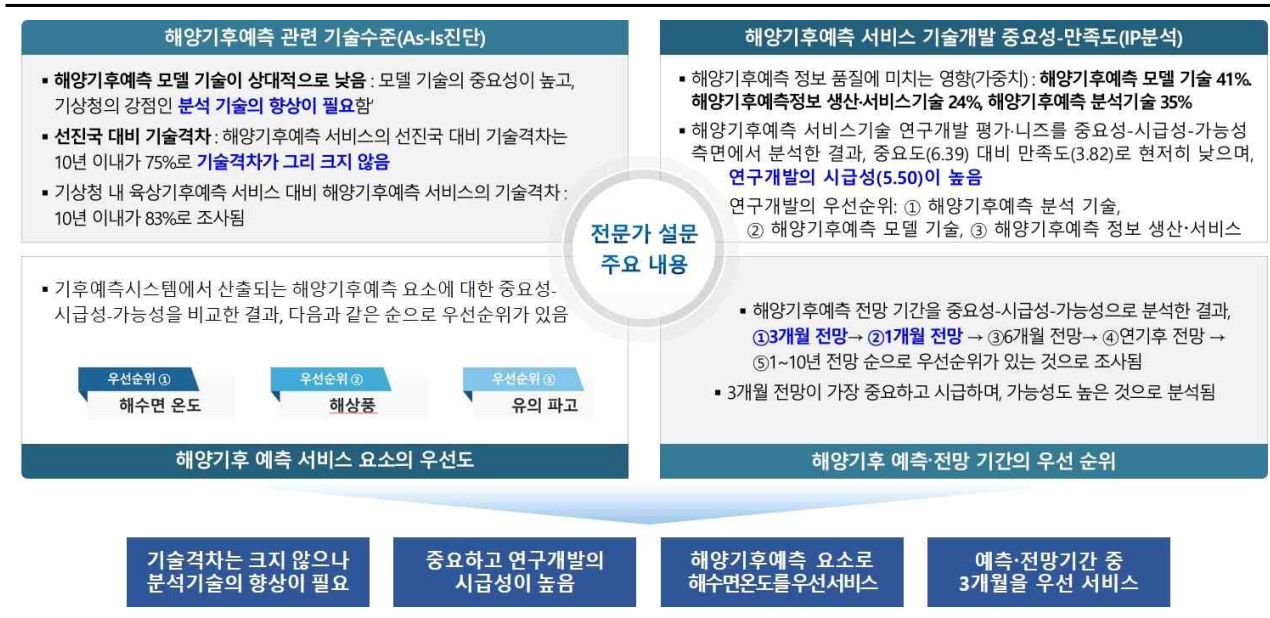 해양기후예측 관련 기술수준(As-Is진단)
▪ 해양기후예측 모델 기술이 상대적으로 낮음 : 모델 기술의 중요성이 높고,
기상청의 강점인 분석 기술의 향상이 필요함'
▪ 선진국 대비 기술격차 : 해양기후예측 서비스의 선진국 대비 기술격차는
10년 이내가 75%로 기술격차가 그리 크지 않음
▪ 기상청 내 육상기후예측 서비스 대비 해양기후예측 서비스의 기술격차 :
10년 이내가 83%로 조사됨
해양기후예측 서비스 기술개발 중요성-만족도(IP분석)
▪ 해양기후예측 정보 품질에 미치는 영향(가중치) : 해양기후예측 모델 기술 41%.
해양기후예측정보 생산·서비스기술 24%, 해양기후예측 분석기술 35%
▪ 해양기후예측 서비스기술 연구개발 평가·니즈를 중요성-시급성-가능성
측면에서 분석한 결과, 중요도(6.39) 대비 만족도(3.82)로 현저히 낮으며,
연구개발의 시급성(5.50)이 높음
연구개발의 우선순위: ① 해양기후예측 분석 기술,
② 해양기후예측 모델 기술, ③ 해양기후예측 정보 생산·서비스
전문가 설문
주요 내용
▪ 기후예측시스템에서 산출되는 해양기후예측 요소에 대한 중요성-
시급성-가능성을 비교한 결과, 다음과 같은 순으로 우선순위가 있음
우선순위 ① 우선순위 ② 우선순위 ③
해수면 온도 해상풍 유의 파고
해양기후 예측 서비스 요소의 우선도
▪ 해양기후예측 전망 기간을 중요성-시급성-가능성으로 분석한 결과,
①3개월 전망→ ②1개월 전망 → ③6개월 전망→ ④연기후 전망 →
⑤1~10년 전망 순으로 우선순위가 있는 것으로 조사됨
▪ 3개월 전망이 가장 중요하고 시급하며, 가능성도 높은 것으로 분석됨
해양기후 예측·전망 기간의 우선 순위
기술격차는 크지 않으나
분석기술의 향상이 필요
중요하고 연구개발의
시급성이 높음
해양기후예측 요소로
해수면온도를우선서비스
예측·전망기간 중
3개월을 우선 서비스